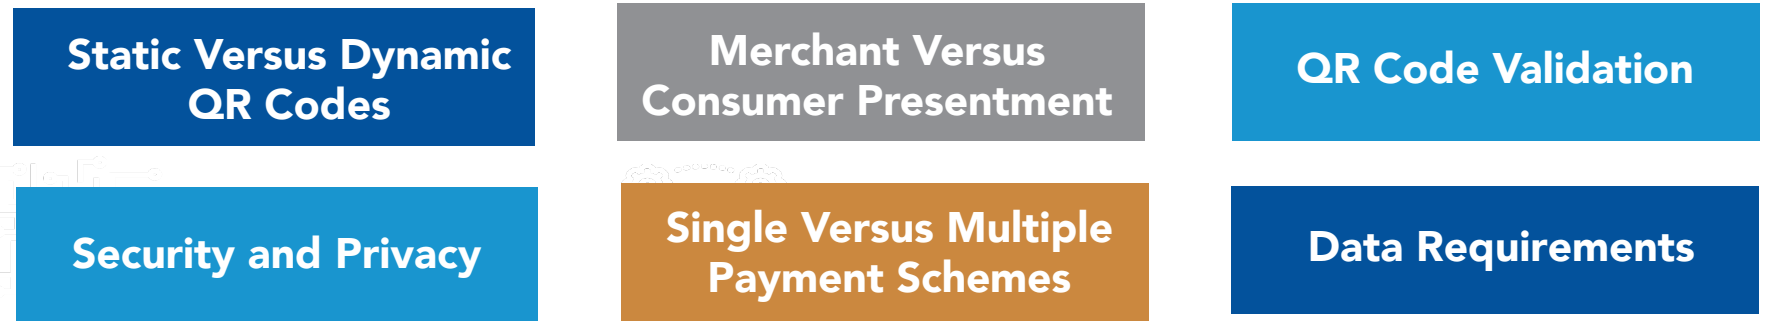 Static Versus Dynamic
QR Codes
Merchant Versus
Consumer Presentment
QR Code Validation
Security and Privacy
Single Versus Multiple
Payment Schemes
Data Requirements